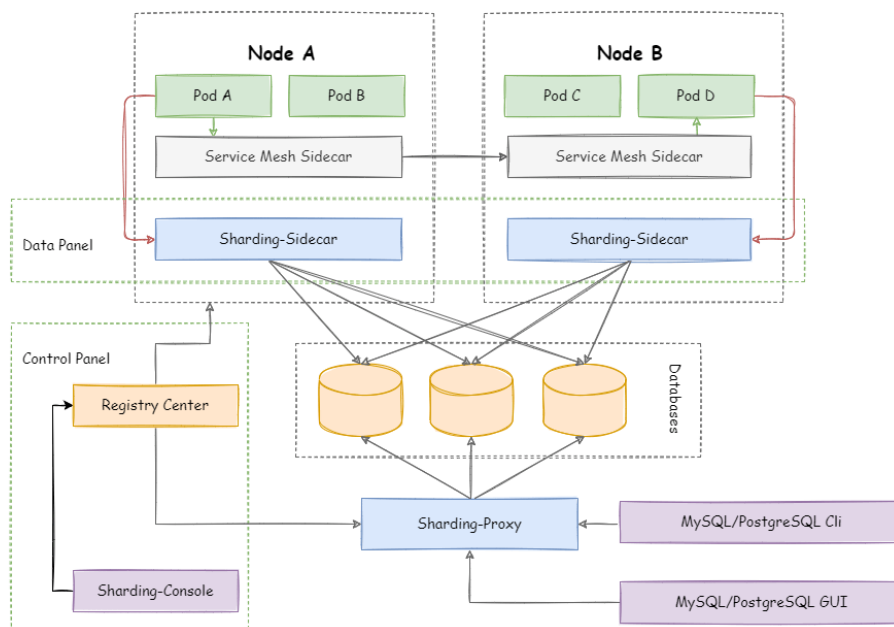 Node A
Node B
Pod A
Pod B
Pod C
Pod D
Service Mesh Sidecar
Service Mesh Sidecar
Data Panel
Sharding-Sidecar
Sharding-Sidecar
Control Panel
Registry Center
Databases
Sharding-Proxy
MySQL/PostgreSQL Cli
Sharding-Console
MySQL/PostgreSQL GUI